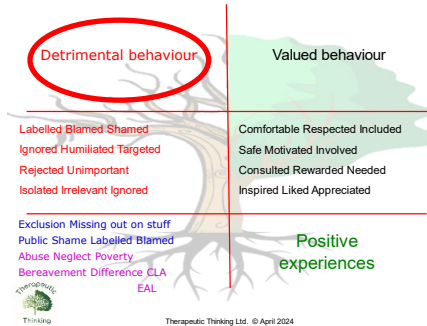 Detrimental behaviour
Valued behaviour
Labelled Blamed Shamed
Ignored Humiliated Targeted
Rejected Unimportant
Isolated Irrelevant Ignored
Comfortable Respected Included
Safe Motivated Involved
Consulted Rewarded Needed
Inspired Liked Appreciated
Exclusion Missing out on stuff
Public Shame Labelled Blamed
Abuse Neglect Poverty
Bereavement Difference CLA
EAL
Positive
experiences
Therapeutic
Thinking
Therapeutic Thinking Ltd. © April 2024